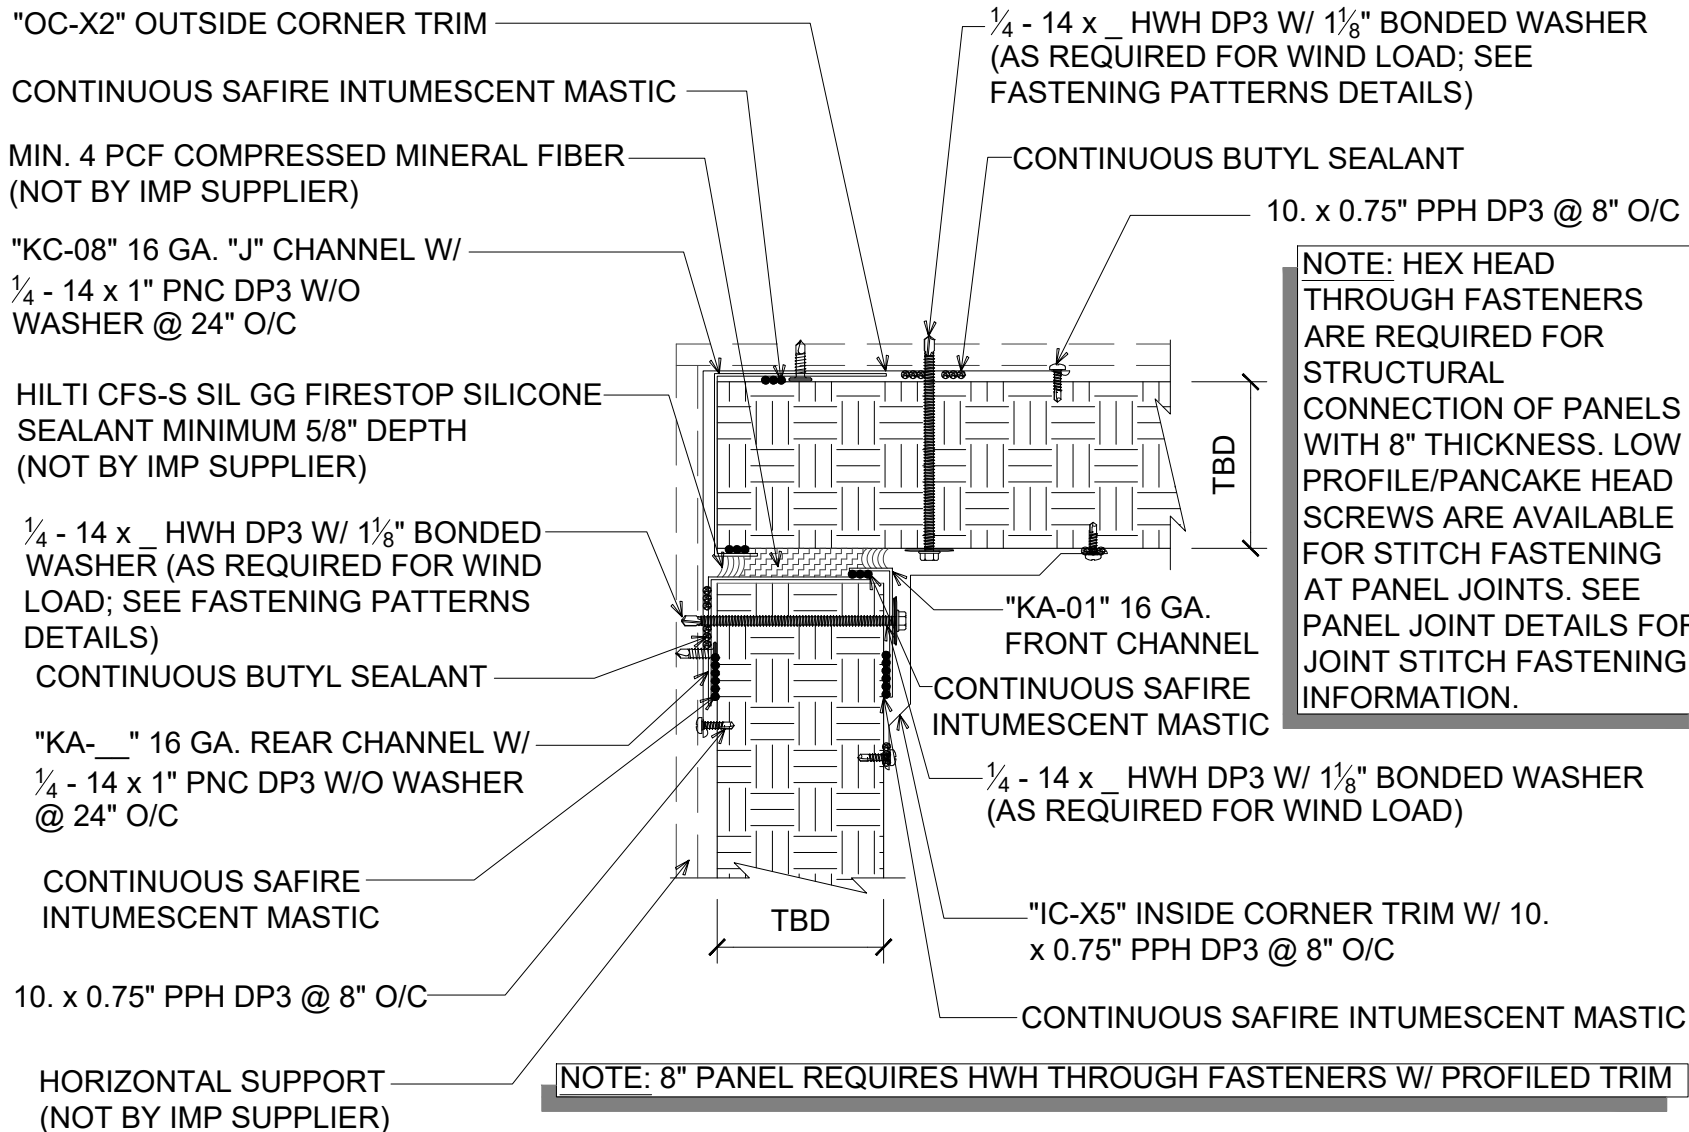 "OC-X2" OUTSIDE CORNER TRIM
CONTINUOUS SAFIRE INTUMESCENT MASTIC
MIN. 4 PCF COMPRESSED MINERAL FIBER
(NOT BY IMP SUPPLIER)
"KC-08" 16 GA. "J" CHANNEL W/
¼ - 14 x 1" PNC DP3 W/O
WASHER @ 24" O/C
HILTI CFS-S SIL GG FIRESTOP SILICONE
SEALANT MINIMUM 5/8" DEPTH
(NOT BY IMP SUPPLIER)
¼ - 14 x _ HWH DP3 W/ 1⅛" BONDED
WASHER (AS REQUIRED FOR WIND
LOAD; SEE FASTENING PATTERNS
DETAILS)
CONTINUOUS BUTYL SEALANT
"KA-__" 16 GA. REAR CHANNEL W/
¼ - 14 x 1" PNC DP3 W/O WASHER
@ 24" O/C
CONTINUOUS SAFIRE
INTUMESCENT MASTIC
10. x 0.75" PPH DP3 @ 8" O/C
HORIZONTAL SUPPORT
(NOT BY IMP SUPPLIER)
¼ - 14 x _ HWH DP3 W/ 1⅛" BONDED WASHER
(AS REQUIRED FOR WIND LOAD; SEE
FASTENING PATTERNS DETAILS)
CONTINUOUS BUTYL SEALANT
10. x 0.75" PPH DP3 @ 8" O/C
NOTE: HEX HEAD
THROUGH FASTENERS
ARE REQUIRED FOR
STRUCTURAL
CONNECTION OF PANELS
WITH 8" THICKNESS. LOW
PROFILE/PANCAKE HEAD
SCREWS ARE AVAILABLE
FOR STITCH FASTENING
AT PANEL JOINTS. SEE
PANEL JOINT DETAILS FOR
JOINT STITCH FASTENING
INFORMATION.
TBD
"KA-01" 16 GA.
FRONT CHANNEL
CONTINUOUS SAFIRE
INTUMESCENT MASTIC
¼ - 14 x _ HWH DP3 W/ 1⅛" BONDED WASHER
(AS REQUIRED FOR WIND LOAD)
TBD
"IC-X5" INSIDE CORNER TRIM W/ 10.
x 0.75" PPH DP3 @ 8" O/C
CONTINUOUS SAFIRE INTUMESCENT MASTIC
NOTE: 8" PANEL REQUIRES HWH THROUGH FASTENERS W/ PROFILED TRIM